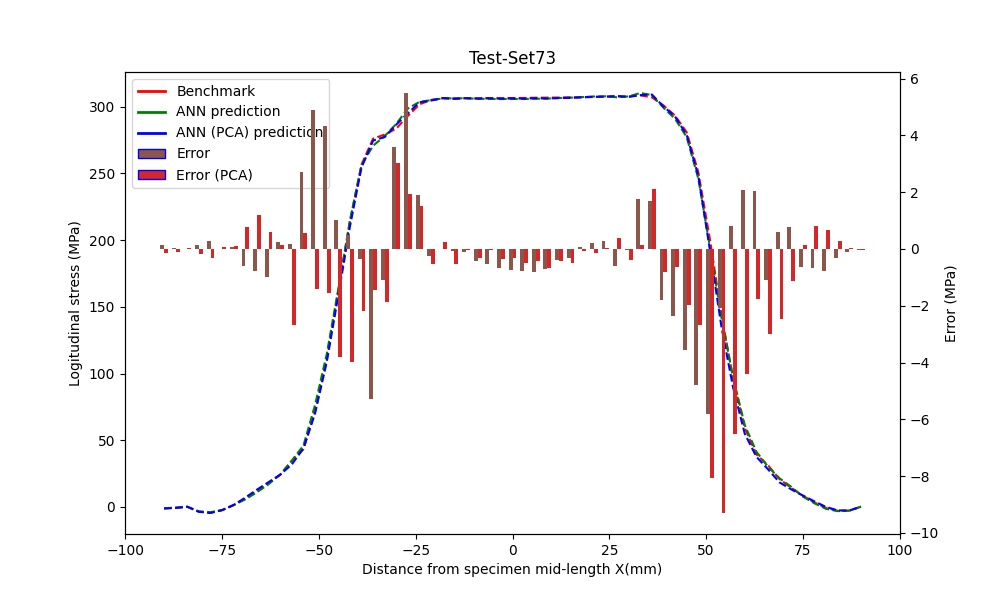 Test-Set73
Benchmark
ANN prediction
ANN (PCA) prediction
Error
Error (PCA)
300
250
200
150
100
50
0
Logitudinal stress (MPa)
6
4
2
0
−2
−4
−6
−8
−10
Error (MPa)
−100 −75 −50 −25 0 25 50 75 100
Distance from specimen mid-length X(mm)